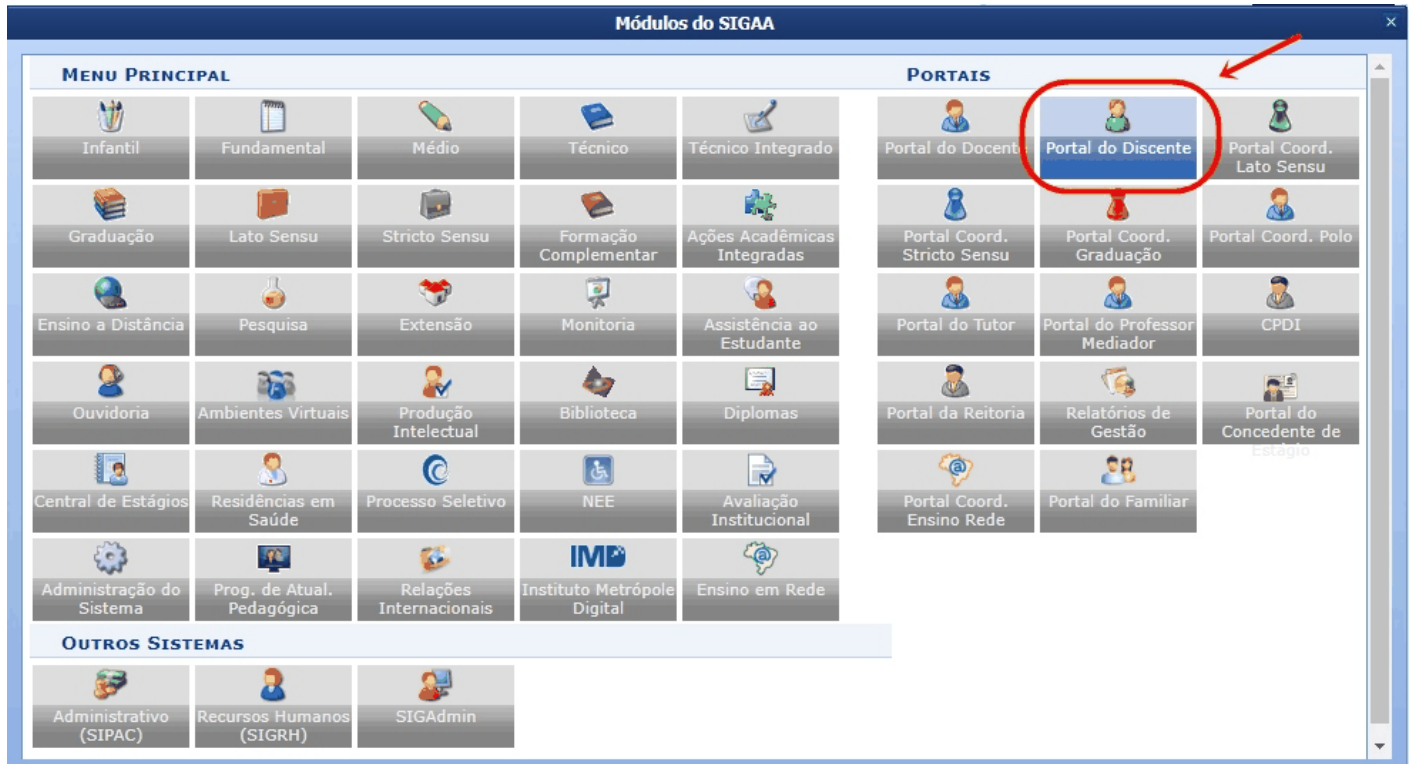 Módulos do SIGAA
MENU PRINCIPAL
Infantil
Fundamental
Médio
Técnico
Técnico Integrado
Graduação
Lato Sensu
Stricto Sensu
Formação
Complementar
Ações Acadêmicas
Integradas
Ensino a Distância
Pesquisa
Extensão
Monitoria
Assistência ao
Estudante
Ouvidoria
Ambientes Virtuais
Produção
Intelectual
Biblioteca
Diplomas
Central de Estágios
Residências em
Saúde
Processo Seletivo
NEE
Avaliação
Institucional
Administração do
Sistema
Prog. de Atual.
Pedagógica
Relações
Internacionais
IMD
Instituto Metrópole
Digital
Ensino em Rede
PORTAIS
Portal do Docente
Portal do Discente
Portal Coord.
Lato Sensu
Portal Coord.
Stricto Sensu
Portal Coord.
Graduação
Portal Coord. Polo
Portal do Tutor
Portal do Professor
Mediador
CPDI
Portal da Reitoria
Relatórios de
Gestão
Portal do
Concedente de
Estágio
Portal Coord.
Ensino Rede
Portal do Familiar
OUTROS SISTEMAS
Administrativo
(SIPAC)
Recursos Humanos
(SIGRH)
SIGAdmin